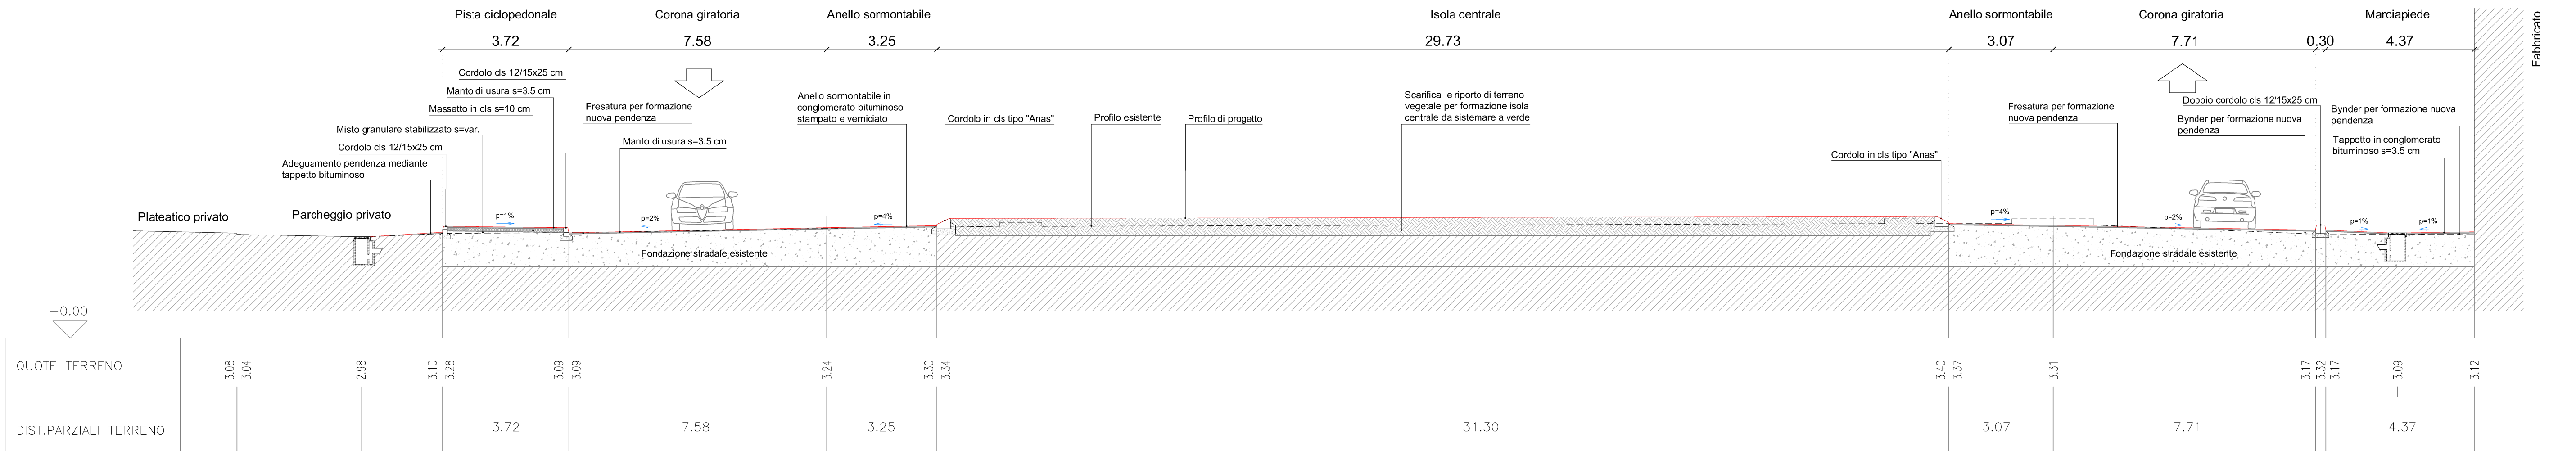 Pista ciclopedonale
Corona giratoria
Anello sormontabile
Isola centrale
Anello sormontabile
Corona giratoria
Marciapiede
Fabbricato
3.72
7.58
3.25
29.73
3.07
7.71
0.30
4.37
Cordolo cls 12/15x25 cm
Manto di usura s=3.5 cm
Massetto in cls s=10 cm
Misto granulare stabilizzato s=var.
Cordolo cls 12/15x25 cm
Adeguamento pendenza mediante
tappetto bituminoso
Fresatura per formazione
nuova pendenza
Manto di usura s=3.5 cm
Anello sormontabile in
conglomerato bituminoso
stampato e verniciato
Cordolo in cls tipo "Anas"
Profilo esistente
Profilo di progetto
Scarifica e riporto di terreno
vegetale per formazione isola
centrale da sistemare a verde
Cordolo in cls tipo "Anas"
Fresatura per formazione
nuova pendenza
Doppio cordolo cls 12/15x25 cm
Bynder per formazione nuova
pendenza
Bynder per formazione nuova
pendenza
Tappetto in conglomerato
bituminoso s=3.5 cm
Plateatico privato
Parcheggio privato
p=1%
p=2%
p=4%
p=4%
p=2%
p=1%
p=1%
Fondazione stradale esistente
Fondazione stradale esistente
+0.00
QUOTE TERRENO
3.08
3.04
2.98
3.10
3.28
3.09
3.09
3.24
3.30
3.34
3.40
3.37
3.31
3.17
3.32
3.17
3.09
3.12
DIST.PARZIALI TERRENO
3.72
7.58
3.25
31.30
3.07
7.71
4.37